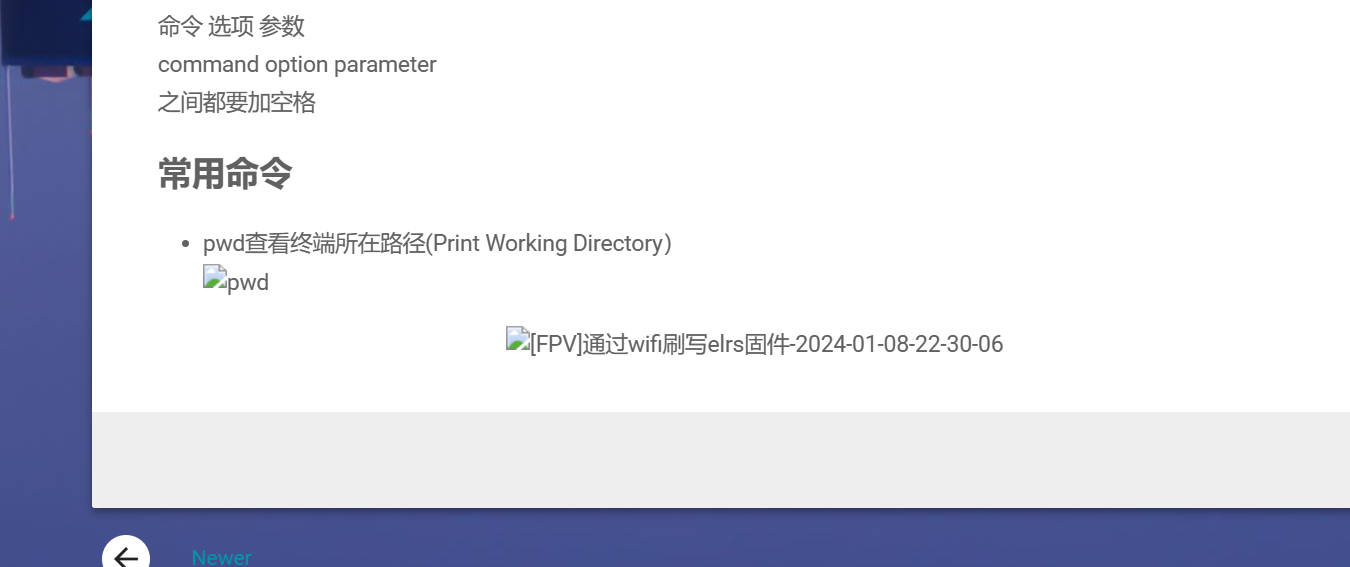 命令 选项 参数
command option parameter
之间都要加空格
常用命令
pwd查看终端所在路径(Print Working Directory）
pwd
[FPV]通过wifi刷写elrs固件-2024-01-08-22-30-06
Newer